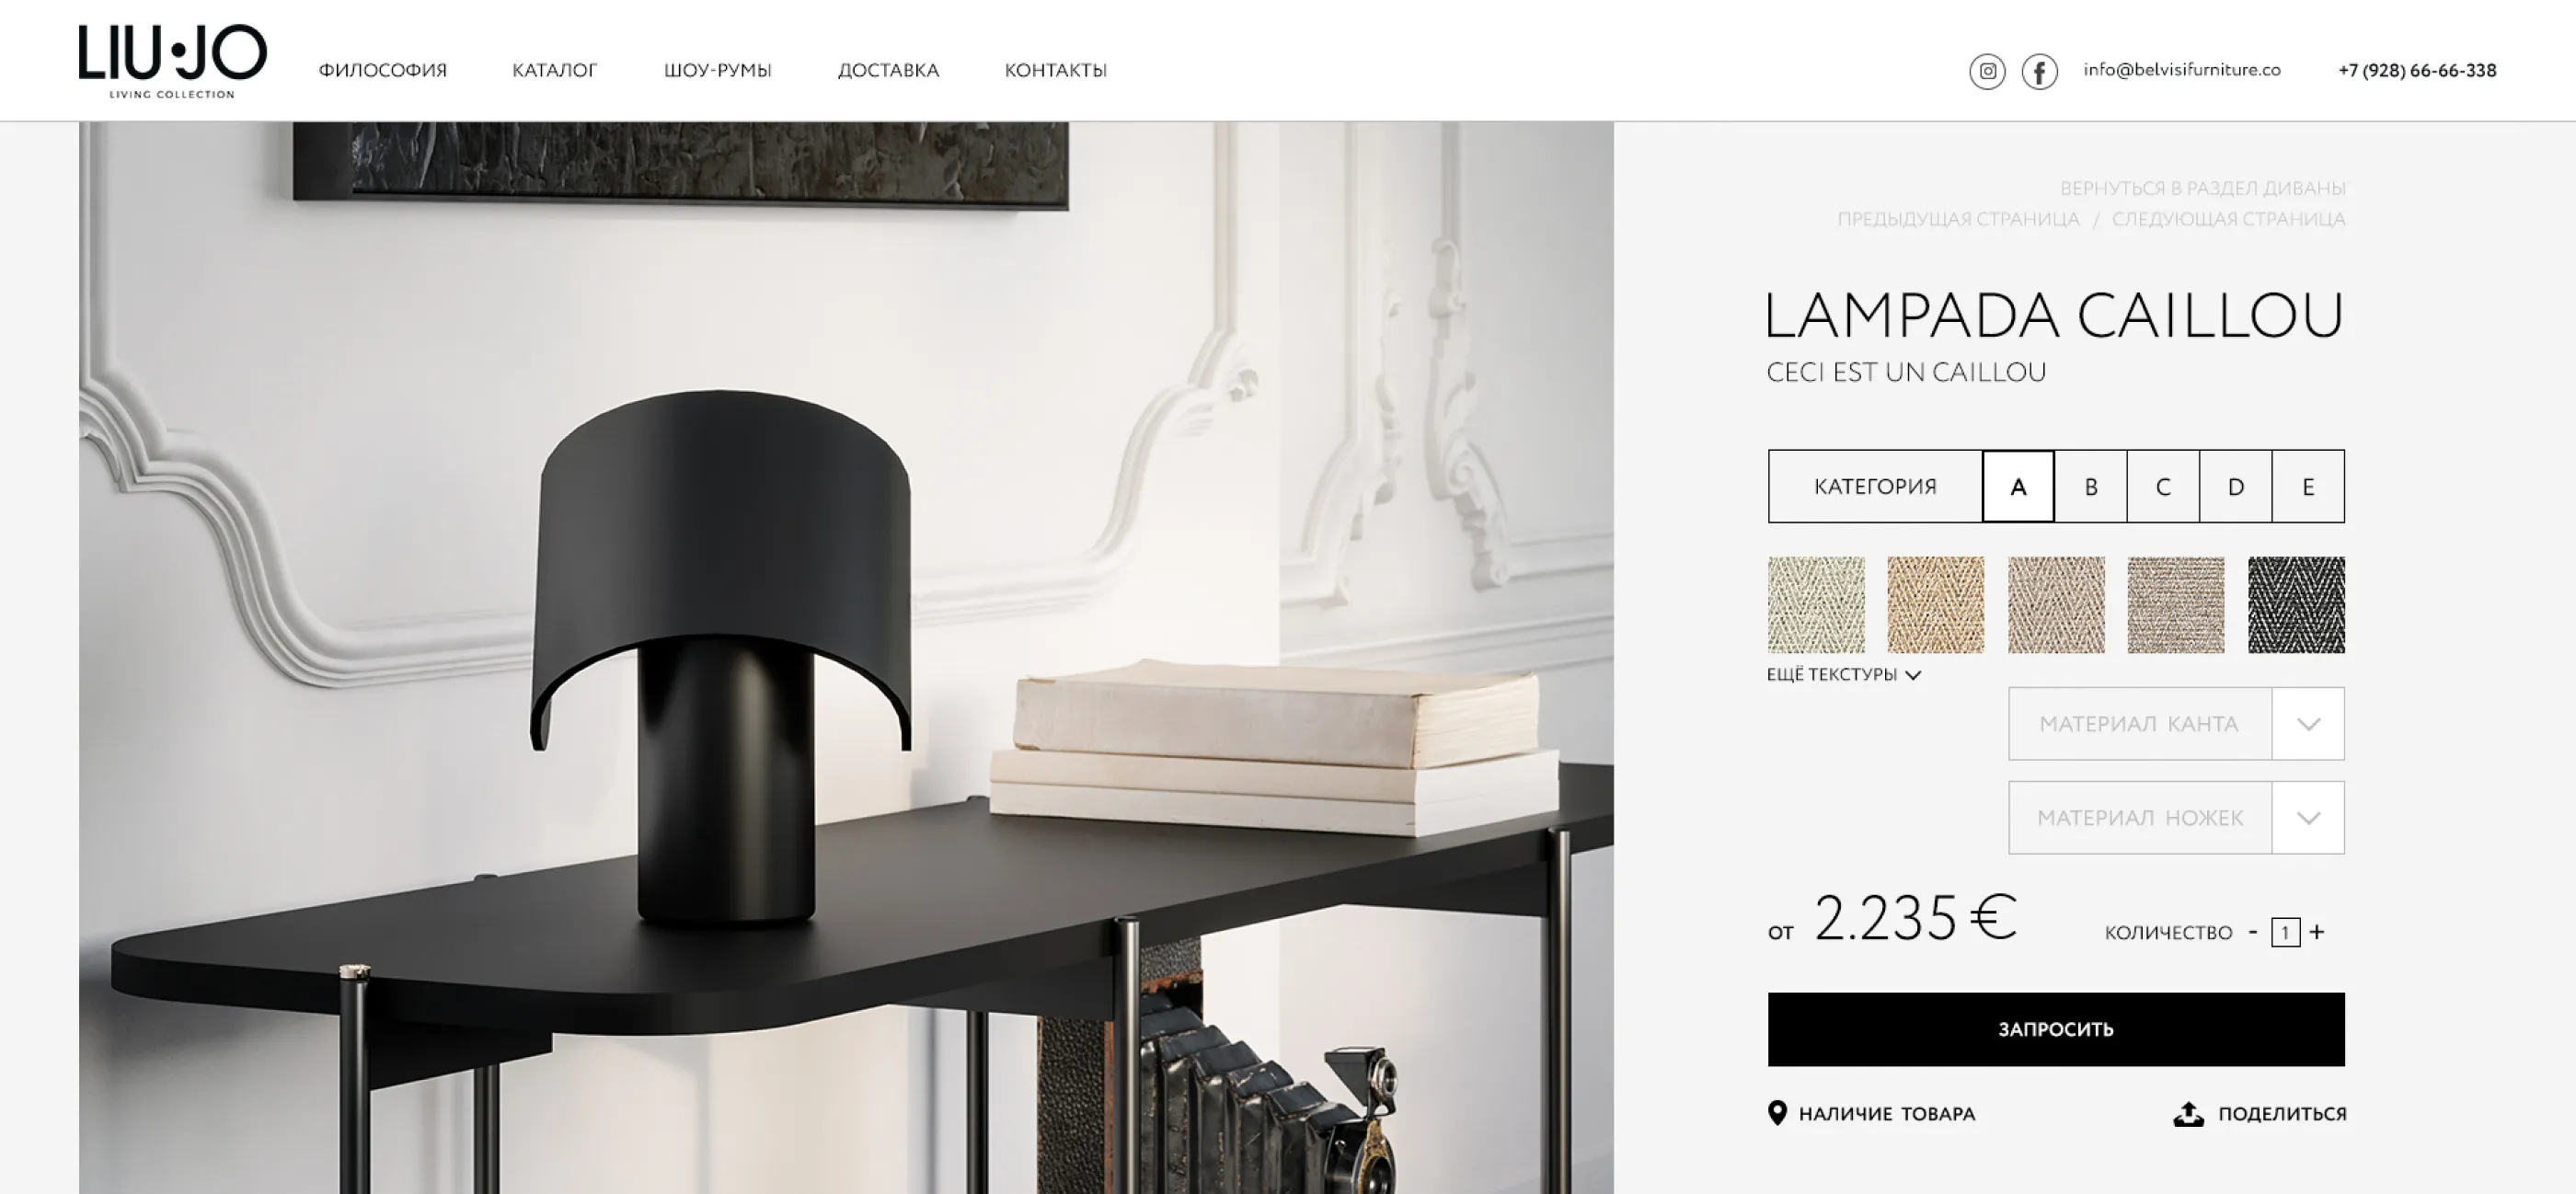 LIU·JO
LIVING COLLECTION
ФИЛОСОФИЯ КАТАЛОГ ШОУ-РУМЫ ДОСТАВКА КОНТАКТЫ
info@belvisifurniture.co +7 (928) 66-66-338
ВЕРНУТЬСЯ В РАЗДЕЛ ДИВАНЫ
ПРЕДЫДУЩАЯ СТРАНИЦА / СЛЕДУЮЩАЯ СТРАНИЦА
LAMPADA CAILLOU
CECI EST UN CAILLOU
КАТЕГОРИЯ A B C D E
ЕЩЁ ТЕКСТУРЫ
МАТЕРИАЛ КАНТА
МАТЕРИАЛ НОЖЕК
от 2.235 € КОЛИЧЕСТВО - 1 +
ЗАПРОСИТЬ
НАЛИЧИЕ ТОВАРА ПОДЕЛИТЬСЯ